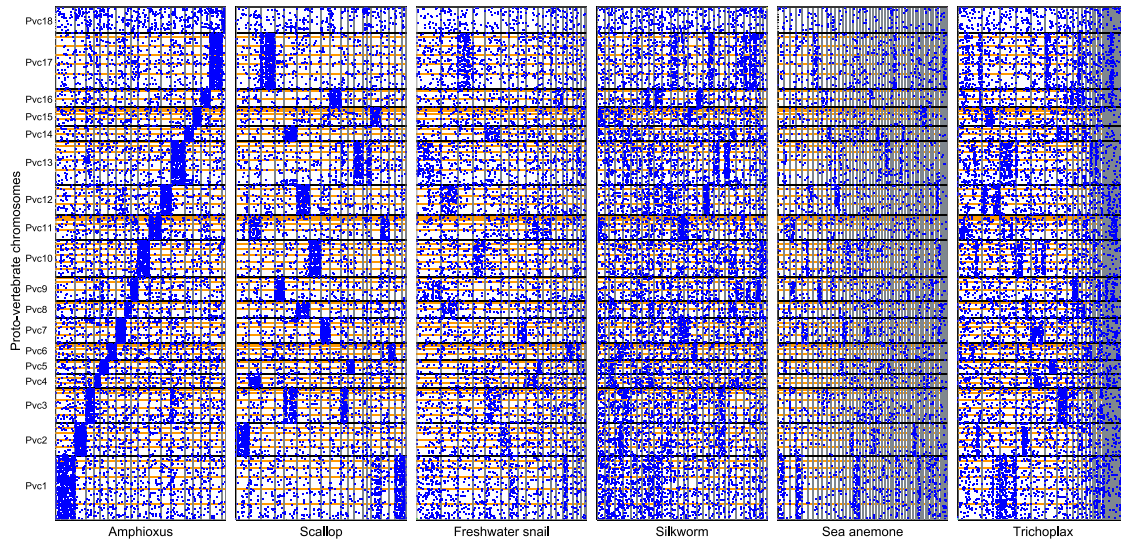 Proto-vertebrate chromosomes
Pvc18
Pvc17
Pvc16
Pvc15
Pvc14
Pvc13
Pvc12
Pvc11
Pvc10
Pvc9
Pvc8
Pvc7
Pvc6
Pvc5
Pvc4
Pvc3
Pvc2
Pvc1
Amphioxus
Scallop
Freshwater snail
Silkworm
Sea anemone
Trichoplax